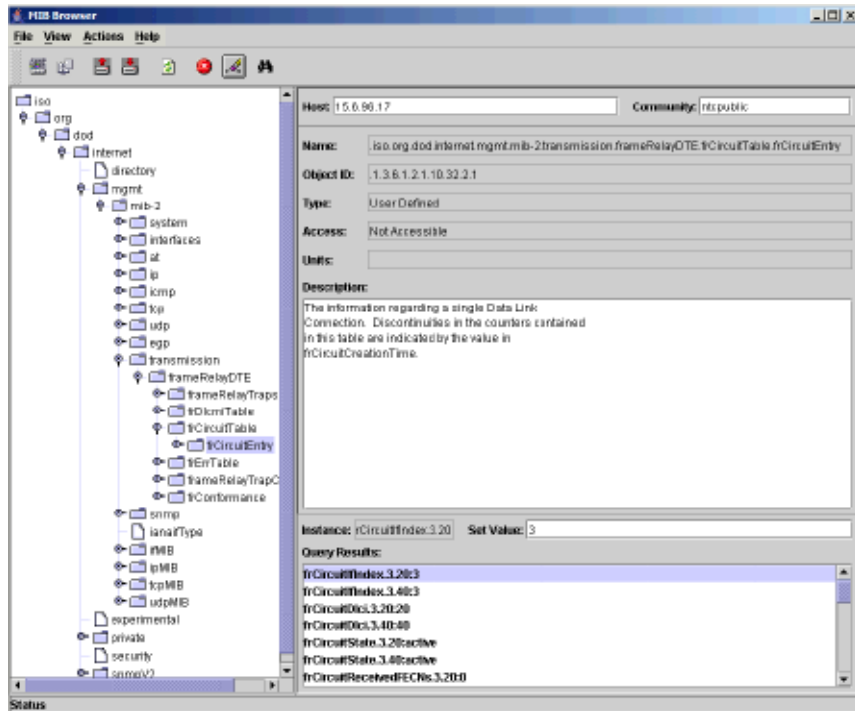 MIB Browser
File View Actions Help
iso
org
dod
internet
directory
mgmt
mib-2
system
interfaces
at
ip
icmp
tcp
udp
egp
transmission
frameRelayDTE
frameRelayTraps
frDlcmiTable
frCircuitTable
frCircuitEntry
frErrTable
frameRelayTrapC
frConformance
snmp
ianaifType
ifMIB
ipMIB
tcpMIB
udpMIB
experimental
private
security
snmpV2
Host: 15.6.96.17 Community: ntcpublic
Name: .iso.org.dod.internet.mgmt.mib-2.transmission.frameRelayDTE.frCircuitTable.frCircuitEntry
Object ID: .1.3.6.1.2.1.10.32.2.1
Type: User Defined
Access: Not Accessible
Units:
Description:
The information regarding a single Data Link
Connection. Discontinuities in the counters contained
in this table are indicated by the value in
frCircuitCreationTime.
Instance: rCircuitIfIndex.3.20 Set Value: 3
Query Results:
frCircuitIfIndex.3.20:3
frCircuitIfIndex.3.40:3
frCircuitDlci.3.20:20
frCircuitDlci.3.40:40
frCircuitState.3.20:active
frCircuitState.3.40:active
frCircuitReceivedFECNs.3.20:0
Status